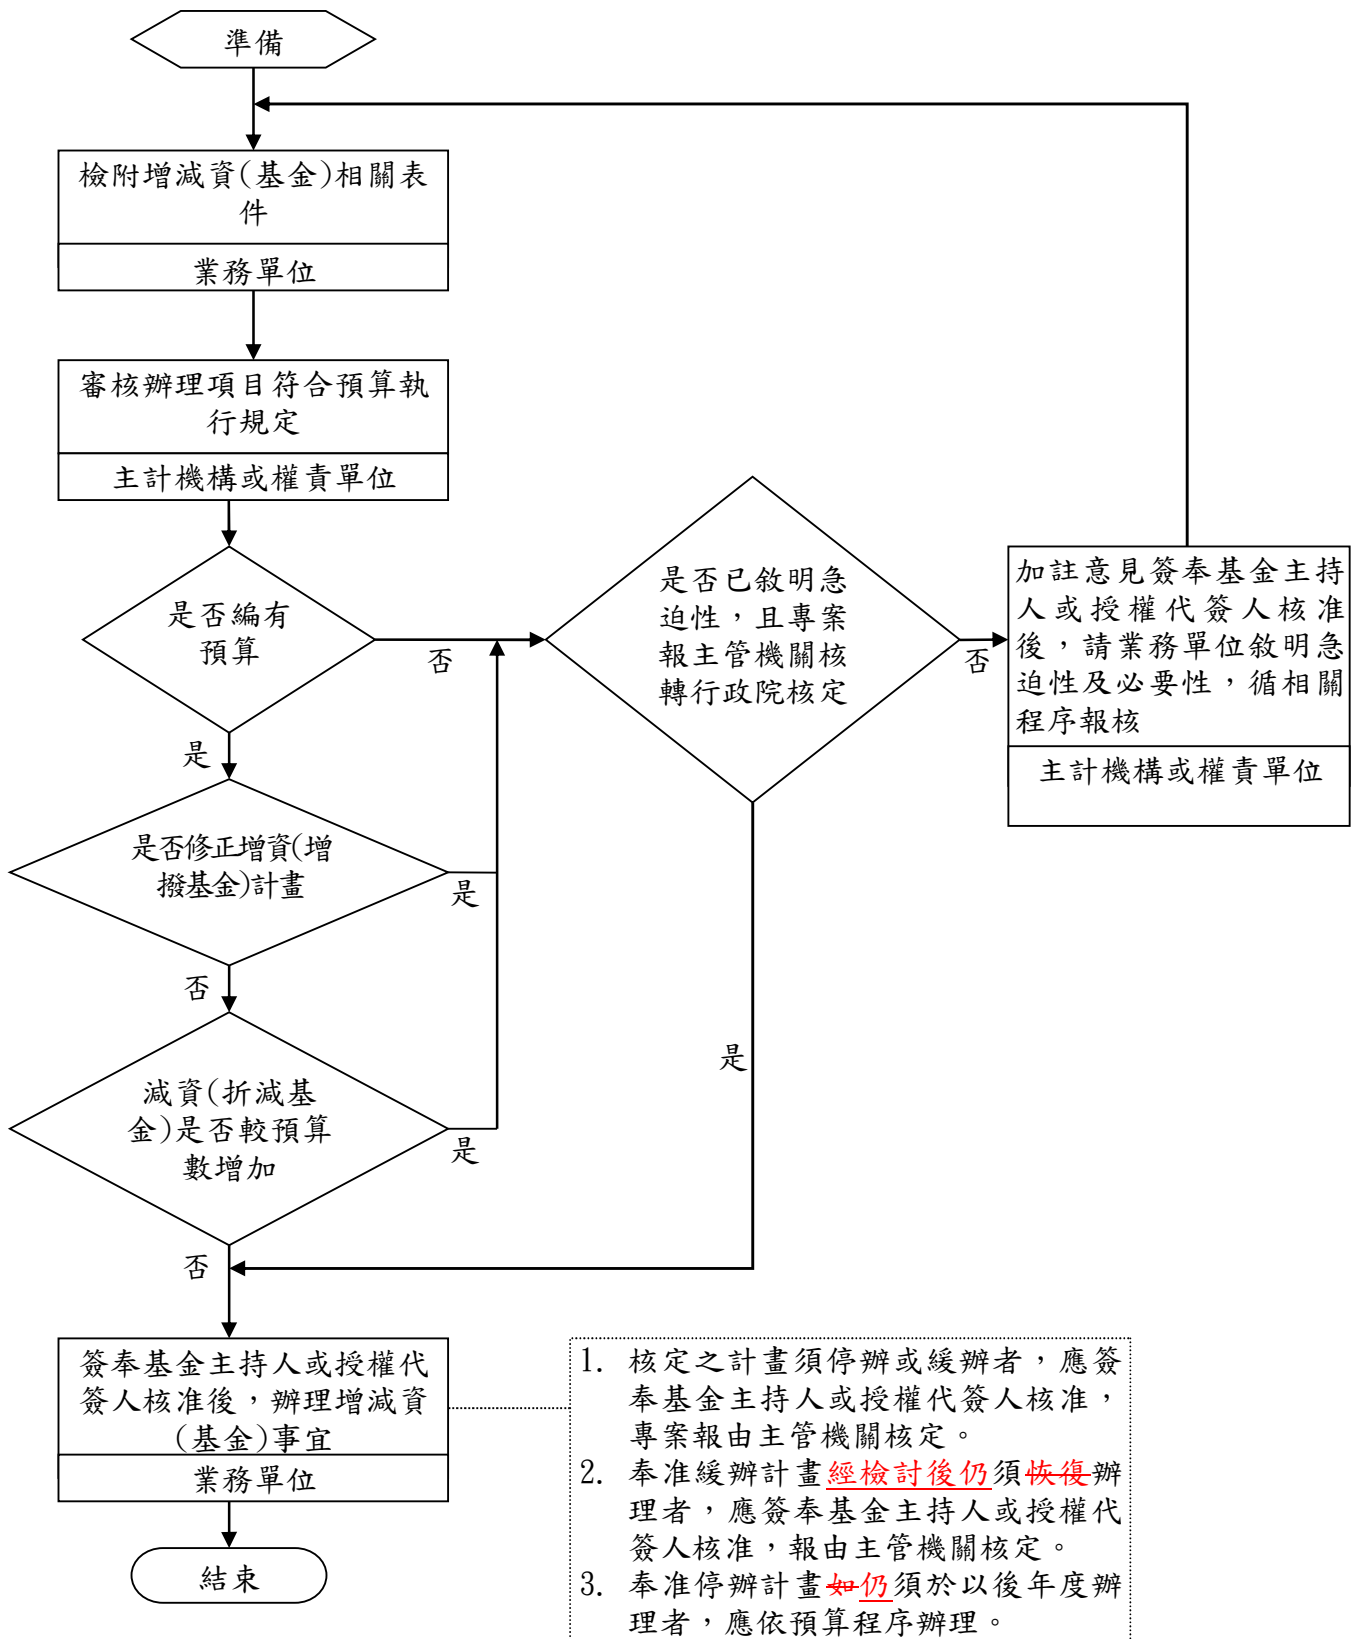 準備
檢附增減資(基金)相關表
件
業務單位
審核辦理項目符合預算執
行規定
主計機構或權責單位
是否編有
預算
否
是
是否已敘明急
迫性，且專案
報主管機關核
轉行政院核定
否
是
加註意見簽奉基金主持
人或授權代簽人核准
後，請業務單位敘明急
迫性及必要性，循相關
程序報核
主計機構或權責單位
是否修正增資(增
撥基金)計畫
是
否
減資(折減基
金)是否較預算
數增加
是
否
簽奉基金主持人或授權代
簽人核准後，辦理增減資
(基金)事宜
業務單位
結束
1. 核定之計畫須停辦或緩辦者，應簽
奉基金主持人或授權代簽人核准，
專案報由主管機關核定。
2. 奉准緩辦計畫經檢討後仍須恢復辦
理者，應簽奉基金主持人或授權代
簽人核准，報由主管機關核定。
3. 奉准停辦計畫如仍須於以後年度辦
理者，應依預算程序辦理。